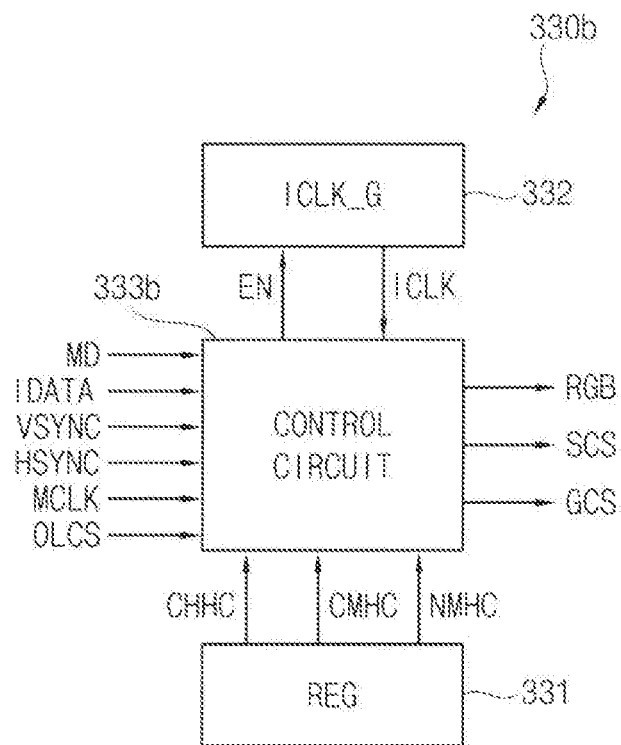 330b
ICLK_G
332
333b
EN
ICLK
MD
IDATA
VSYNC
HSYNC
MCLK
OLCS
CONTROL
CIRCUIT
RGB
SCS
GCS
CHHC
CMHC
NMHC
REG
331